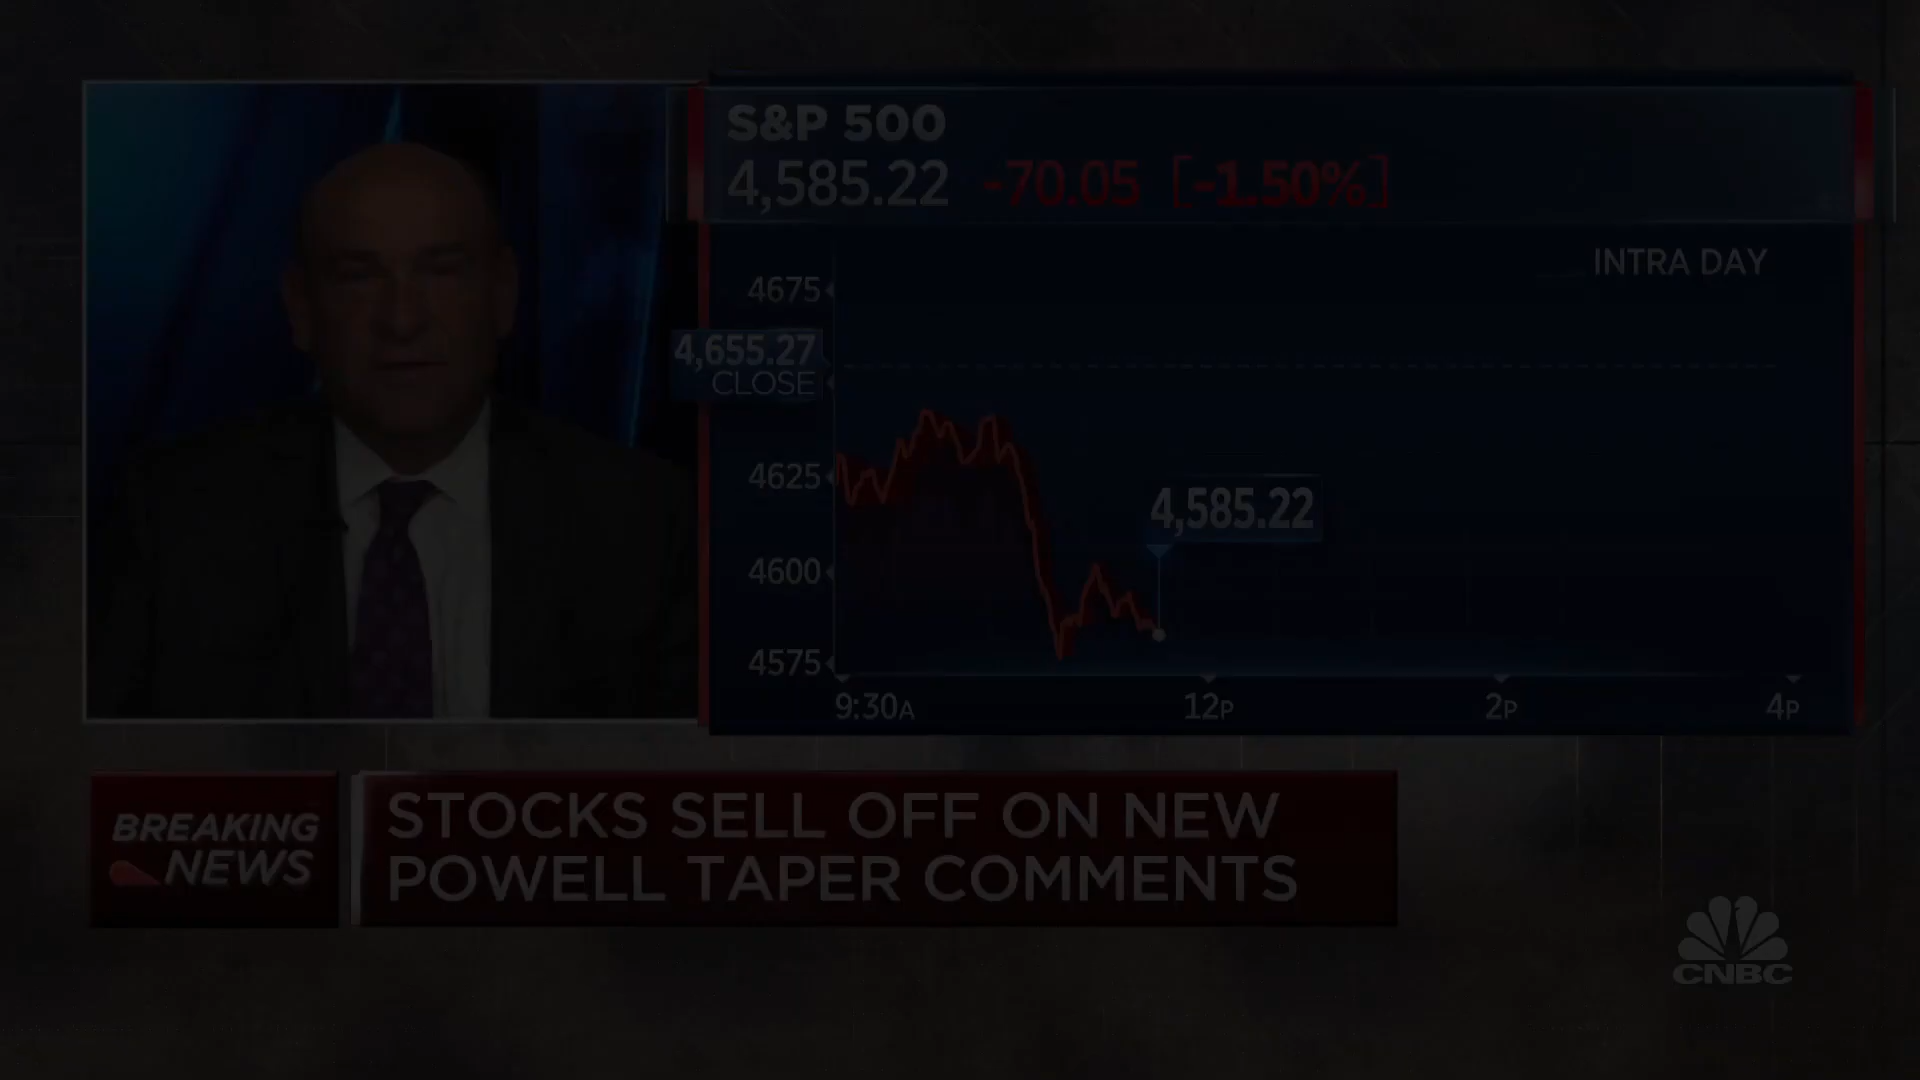 S&P 500
4,585.22 -70.05 [-1.50%]
INTRA DAY
4675
4,655.27
CLOSE
4625
4,585.22
4600
4575
9:30A 12P 2P 4P
BREAKING
NEWS
STOCKS SELL OFF ON NEW
POWELL TAPER COMMENTS
CNBC